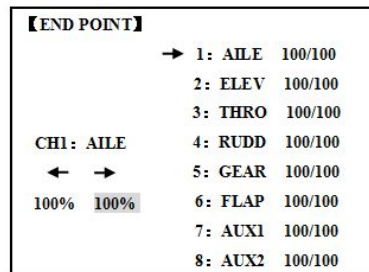 【END POINT】
→ 1: AILE 100/100
2: ELEV 100/100
3: THRO 100/100
CH1: AILE 4: RUDD 100/100
← → 5: GEAR 100/100
100% 100% 6: FLAP 100/100
7: AUX1 100/100
8: AUX2 100/100